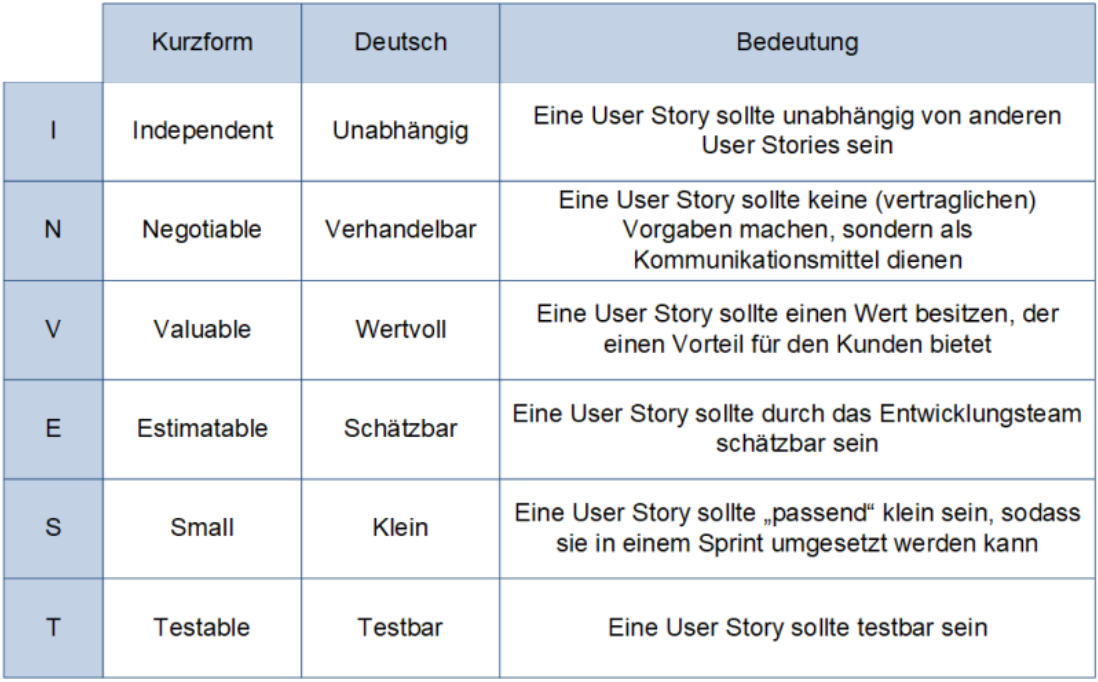 Kurzform Deutsch Bedeutung
I Independent Unabhängig Eine User Story sollte unabhängig von anderen
User Stories sein
N Negotiable Verhandelbar Eine User Story sollte keine (vertraglichen)
Vorgaben machen, sondern als
Kommunikationsmittel dienen
V Valuable Wertvoll Eine User Story sollte einen Wert besitzen, der
einen Vorteil für den Kunden bietet
E Estimatable Schätzbar Eine User Story sollte durch das Entwicklungsteam
schätzbar sein
S Small Klein Eine User Story sollte „passend“ klein sein, sodass
sie in einem Sprint umgesetzt werden kann
T Testable Testbar Eine User Story sollte testbar sein